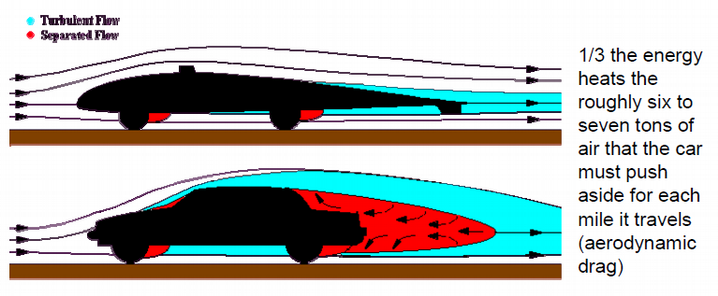 Turbulent Flow
Separated Flow
1/3 the energy
heats the
roughly six to
seven tons of
air that the car
must push
aside for each
mile it travels
(aerodynamic
drag)